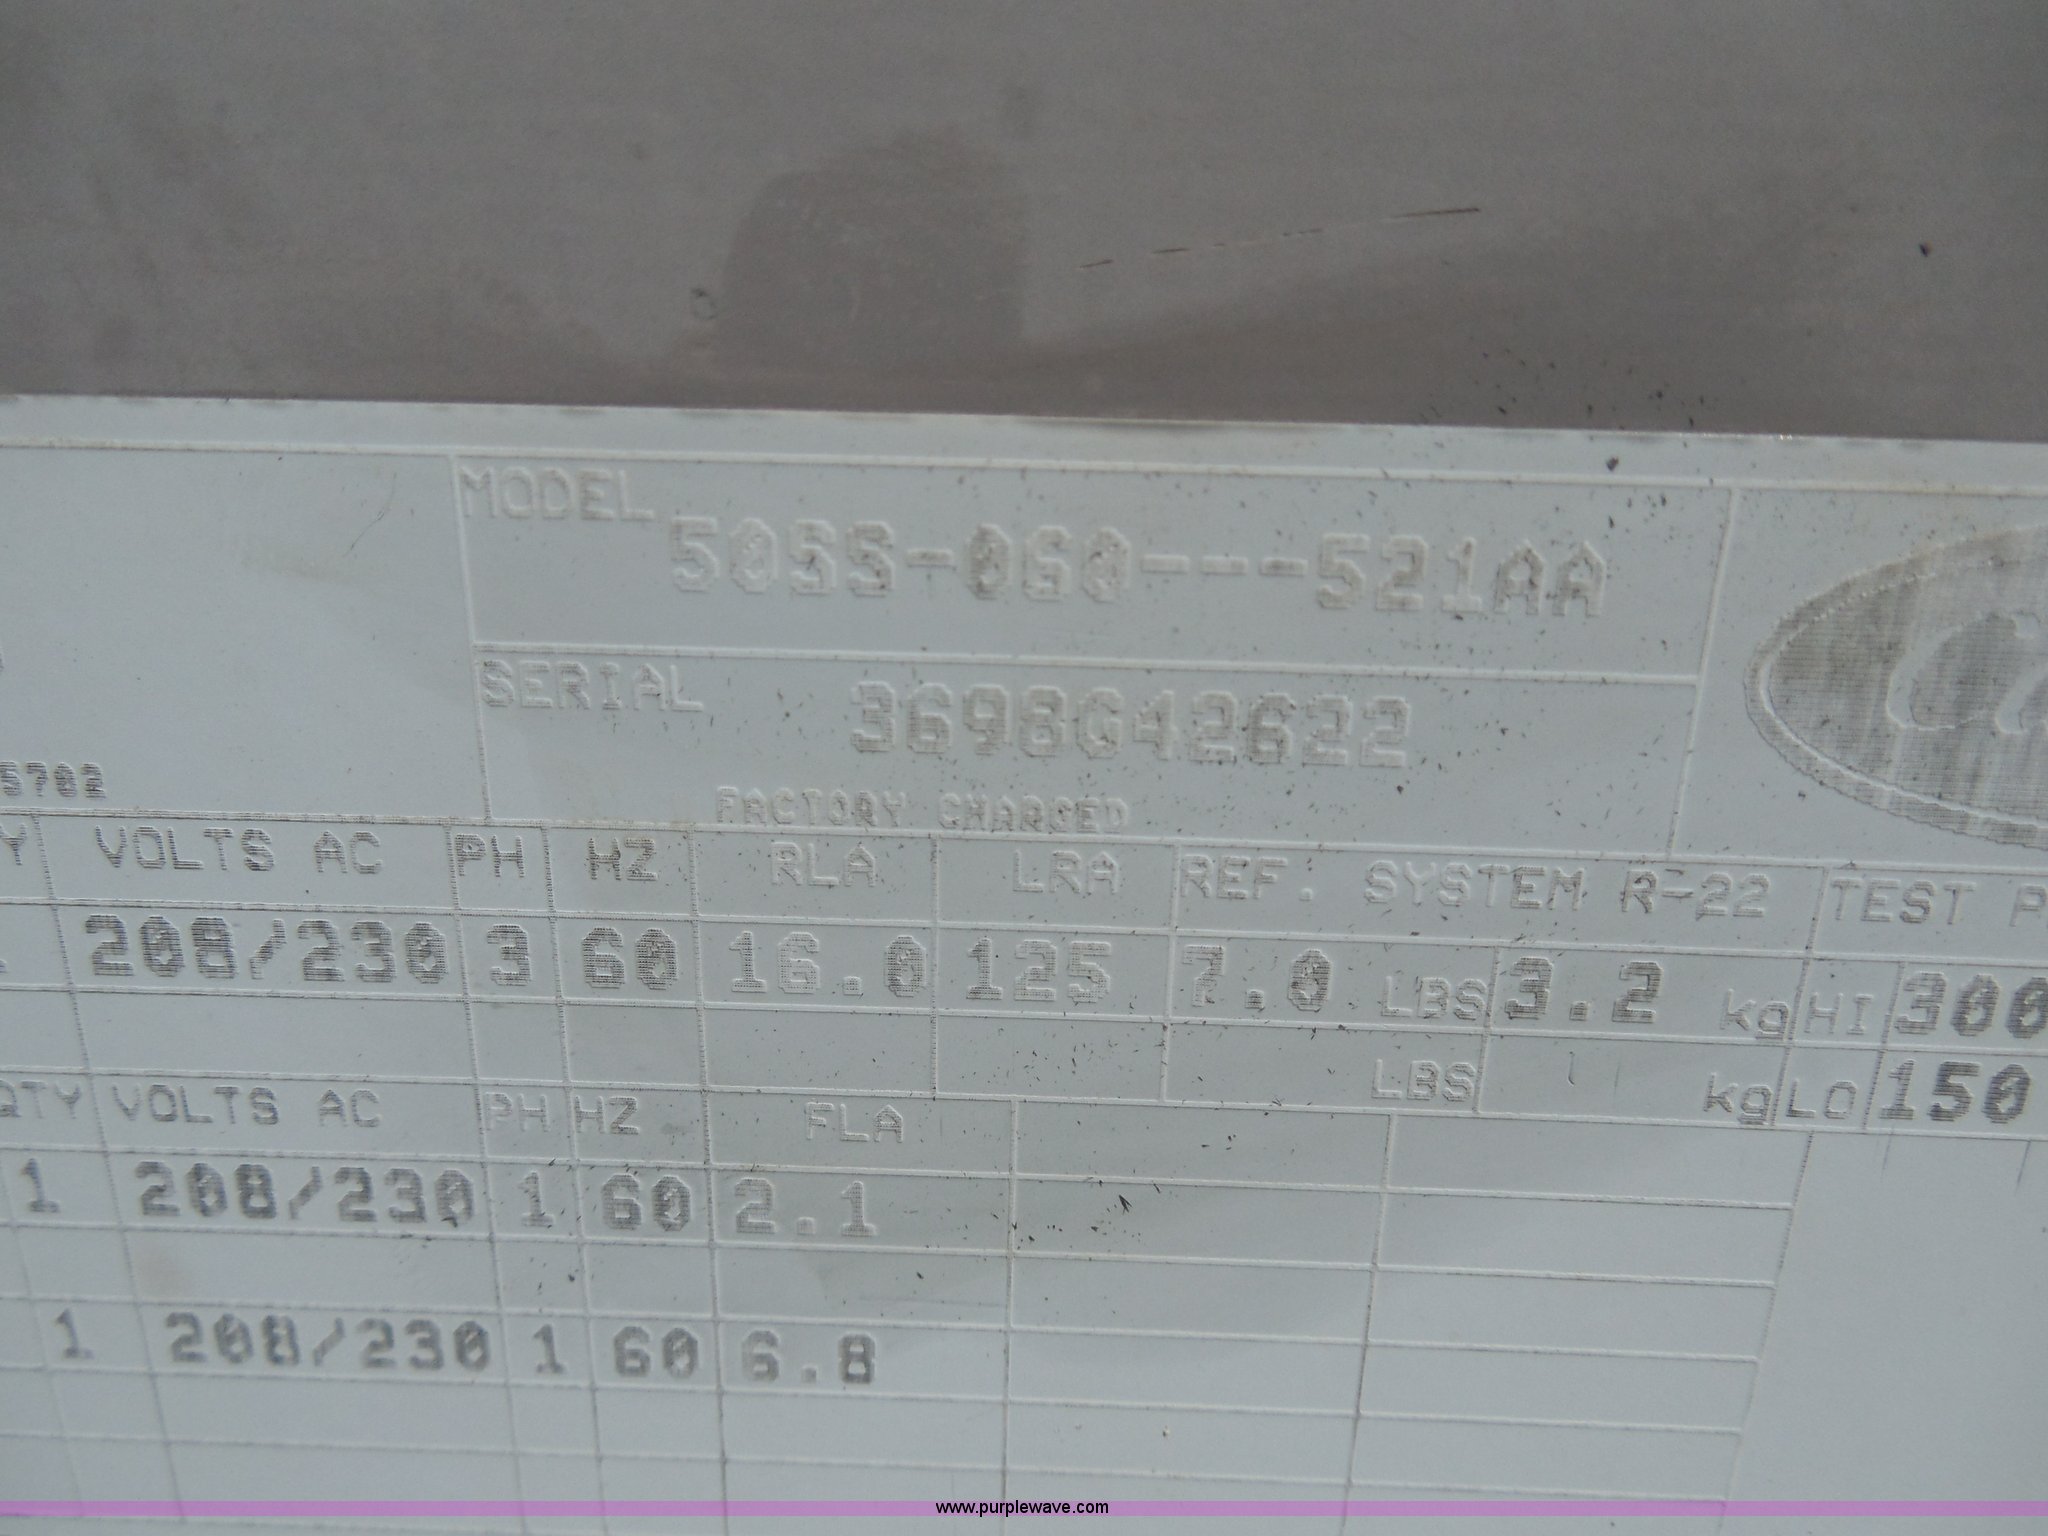 MODEL 50SS-060---521AA
SERIAL 3698G42622
5702
FACTORY CHARGED
Y VOLTS AC PH HZ RLA LRA REF. SYSTEM R-22 TEST P
208/230 3 60 16.0 125 7.0 LBS 3.2 kg HI 300
LBS kg LO 150
QTY VOLTS AC PH HZ FLA
1 208/230 1 60 2.1
1 208/230 1 60 6.8
www.purplewave.com